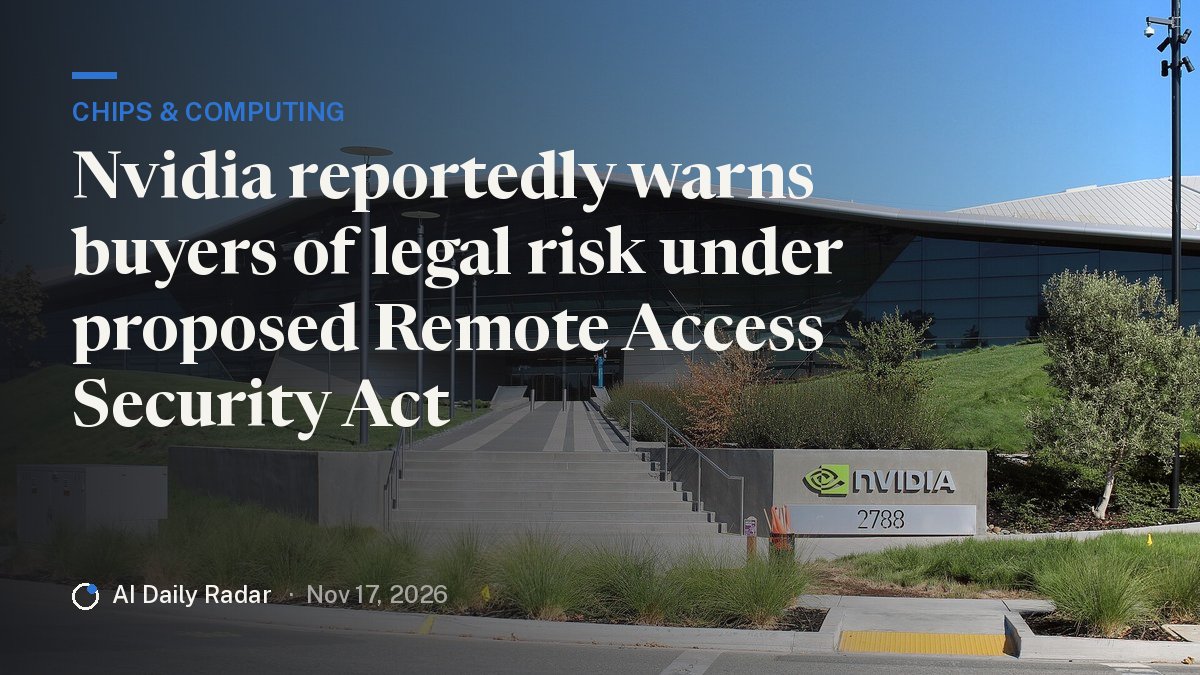 CHIPS & COMPUTING
Nvidia reportedly warns
buyers of legal risk under
proposed Remote Access
Security Act
NVIDIA
2788
AI Daily Radar · Nov 17, 2026